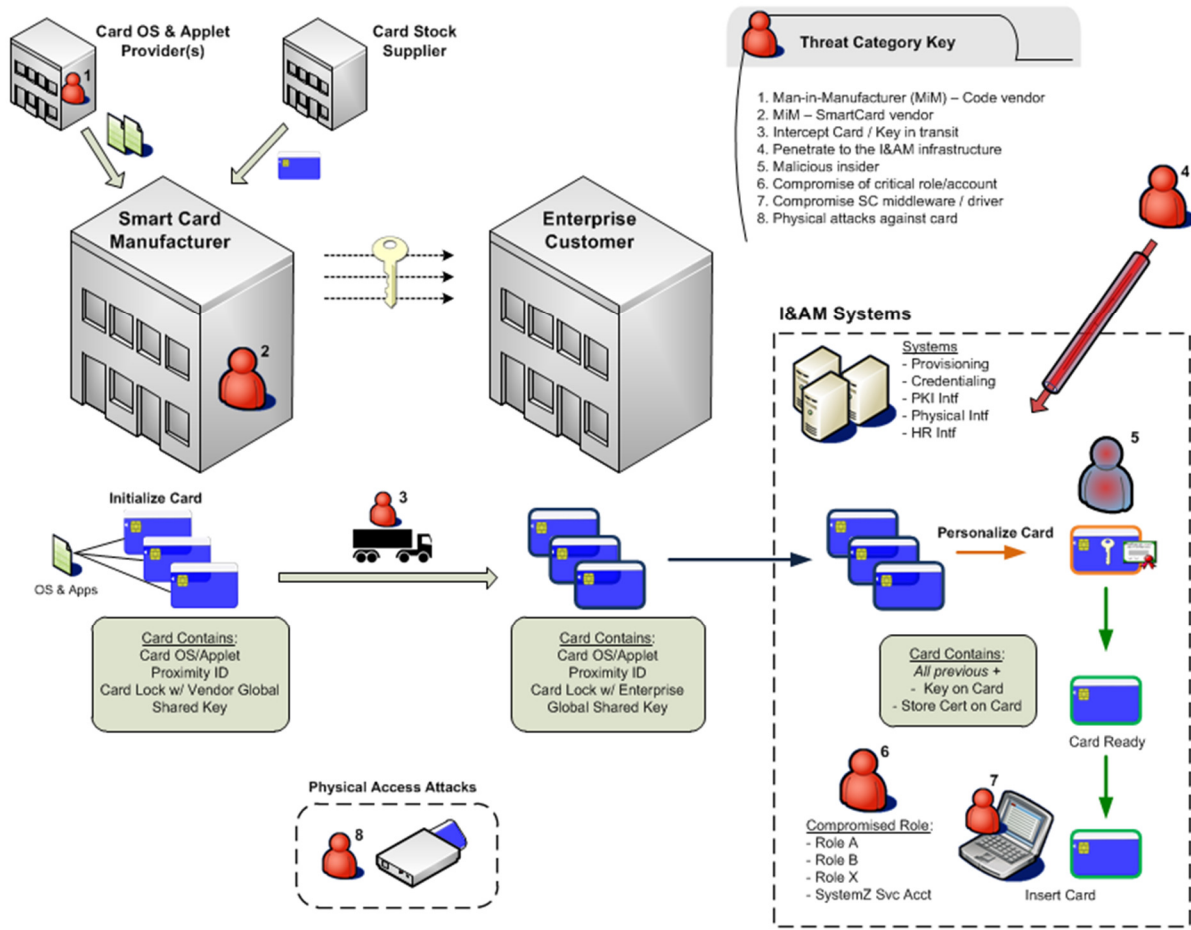 Card OS & Applet
Provider(s)
Card Stock
Supplier
1
Threat Category Key
1. Man-in-Manufacturer (MiM) – Code vendor
2. MiM – SmartCard vendor
3. Intercept Card / Key in transit
4. Penetrate to the I&AM infrastructure
5. Malicious insider
6. Compromise of critical role/account
7. Compromise SC middleware / driver
8. Physical attacks against card
4
Smart Card
Manufacturer
Enterprise
Customer
2
I&AM Systems
Systems
- Provisioning
- Credentialing
- PKI Intf
- Physical Intf
- HR Intf
5
Initialize Card
3
Personalize Card
OS & Apps
Card Contains:
Card OS/Applet
Proximity ID
Card Lock w/ Vendor Global
Shared Key
Card Contains:
Card OS/Applet
Proximity ID
Card Lock w/ Enterprise
Global Shared Key
Card Contains:
All previous +
- Key on Card
- Store Cert on Card
Card Ready
6
7
Physical Access Attacks
8
Compromised Role:
- Role A
- Role B
- Role X
- SystemZ Svc Acct
Insert Card